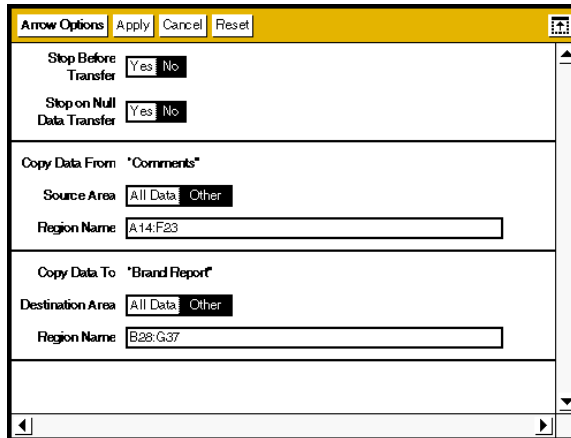 Arrow Options Apply Cancel Reset
Stop Before
Transfer Yes No
Stop on Null
Data Transfer Yes No
Copy Data From "Comments"
Source Area All Data Other
Region Name A14:F23
Copy Data To "Brand Report"
Destination Area All Data Other
Region Name B28:G37